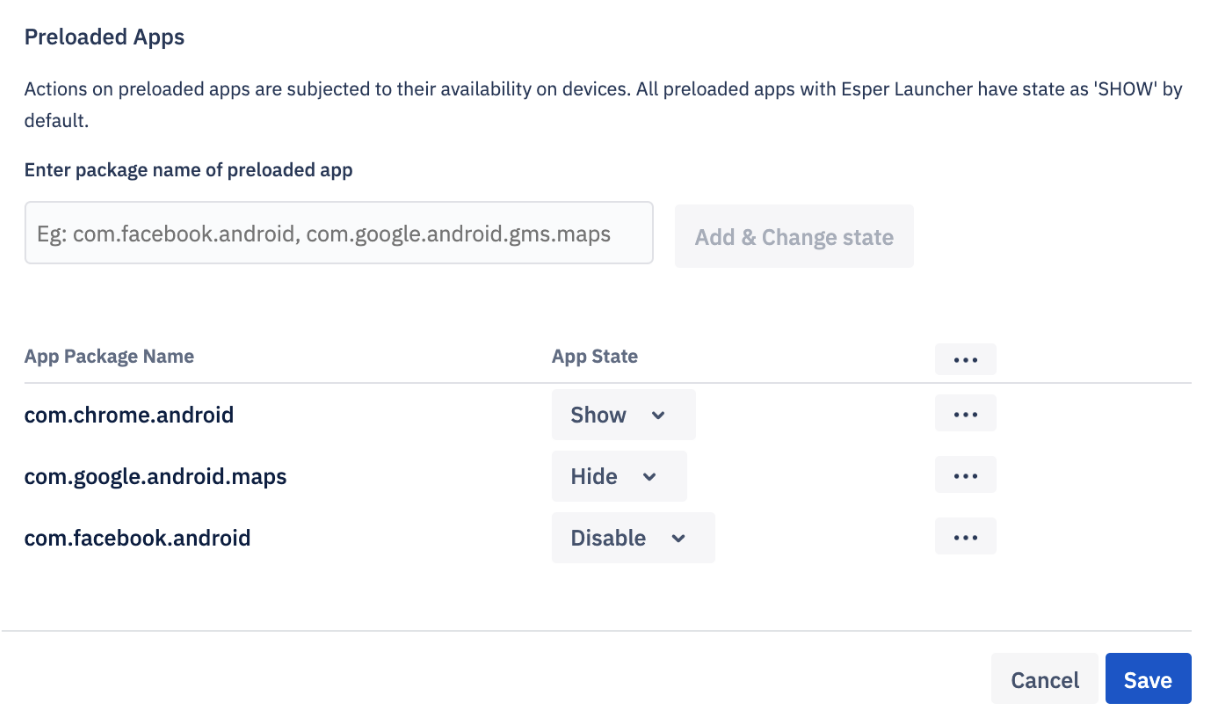 Preloaded Apps
Actions on preloaded apps are subjected to their availability on devices. All preloaded apps with Esper Launcher have state as 'SHOW' by
default.
Enter package name of preloaded app
Eg: com.facebook.android, com.google.android.gms.maps
Add & Change state
App Package Name App State ...
com.chrome.android Show ...
com.google.android.maps Hide ...
com.facebook.android Disable ...
Cancel Save